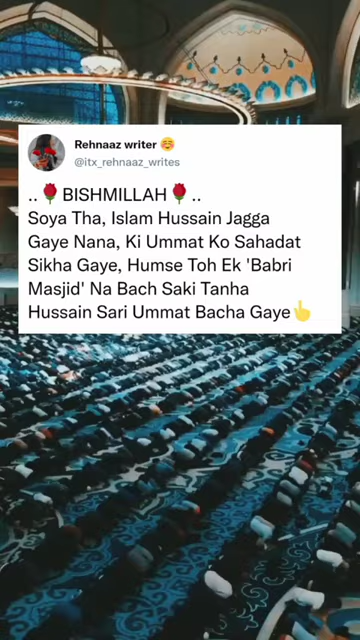 Rehnaaz writer ☺️
@itx_rehnaaz_writes
..🌹BISHMILLAH🌹..
Soya Tha, Islam Hussain Jagga
Gaye Nana, Ki Ummat Ko Sahadat
Sikha Gaye, Humse Toh Ek 'Babri
Masjid' Na Bach Saki Tanha
Hussain Sari Ummat Bacha Gaye👆